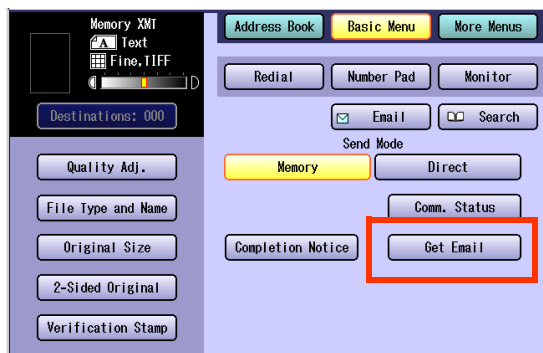 Memory XMT
A Text
Fine,TIFF
D
Destinations: 000
Quality Adj.
File Type and Name
Original Size
2-Sided Original
Verification Stamp
Address Book
Basic Menu
More Menus
Redial
Number Pad
Monitor
Email
Search
Send Mode
Memory
Direct
Comm. Status
Completion Notice
Get Email